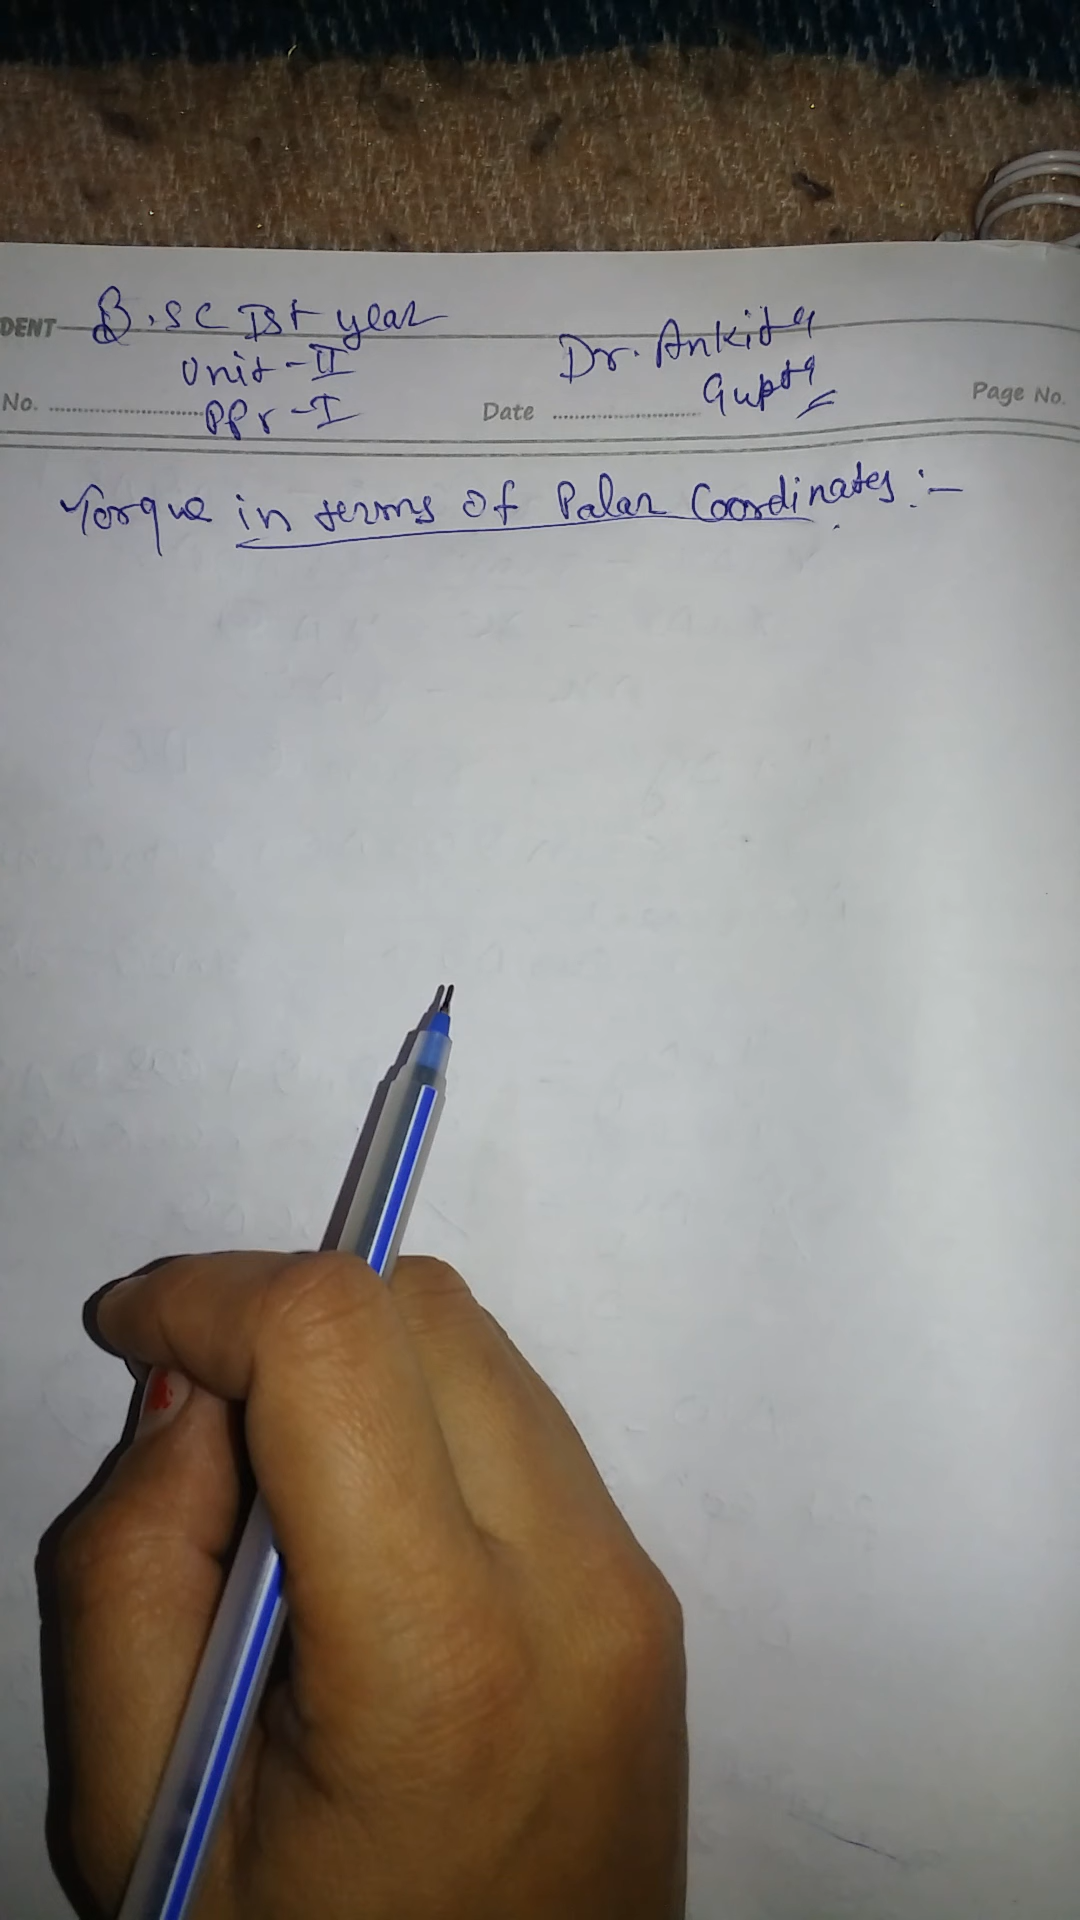 DENT B.SC Ist year
Unit-II
Dr. Ankita
Gupta
No. PPr-I
Date
Page No.
Torque in terms of Palar Coordinates :-